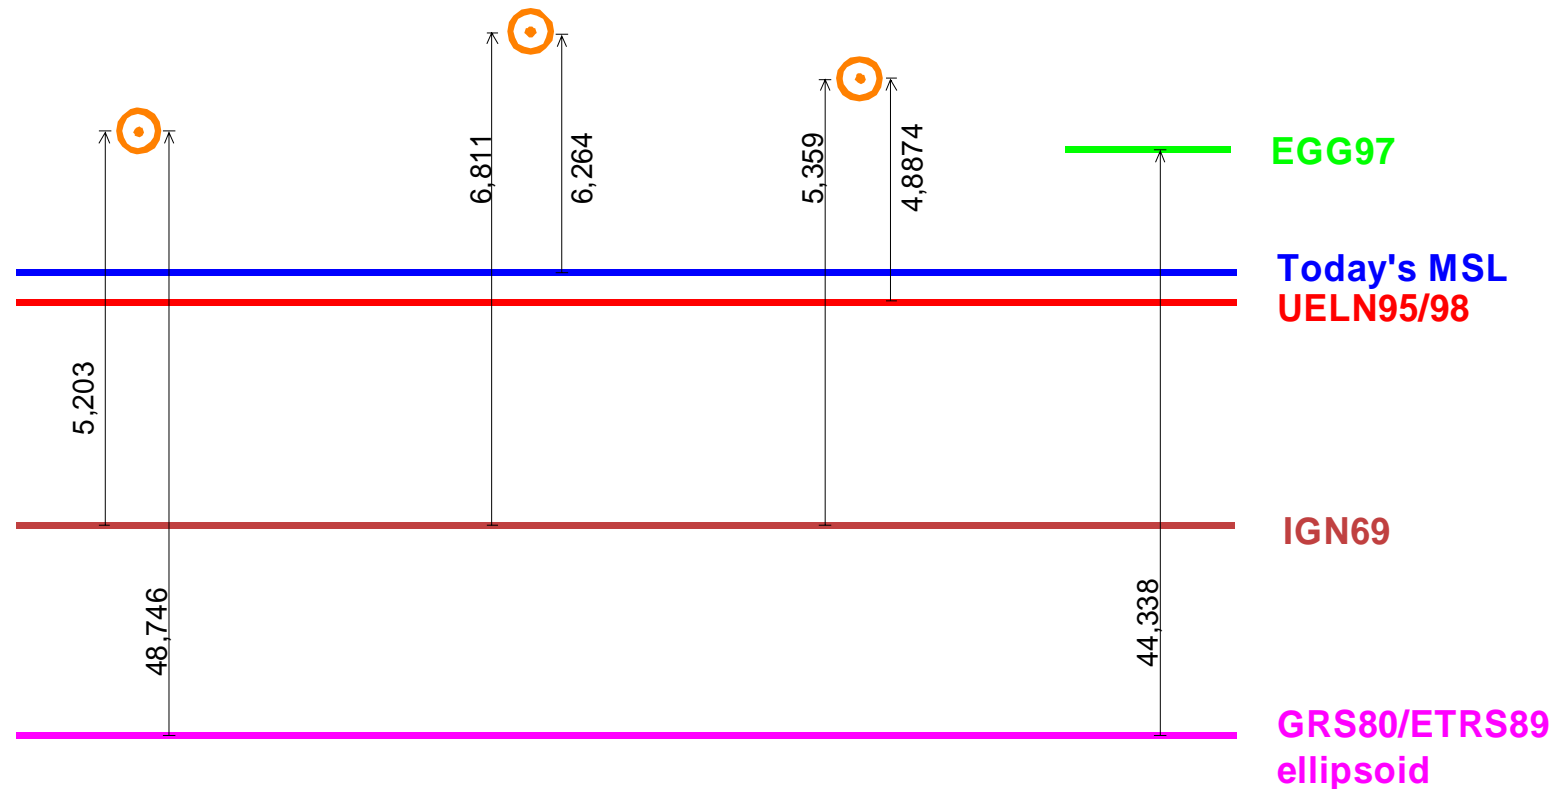 6,811
6,264
5,359
4,8874
EGG97
Today's MSL
UELN95/98
5,203
IGN69
48,746
44,338
GRS80/ETRS89
ellipsoid